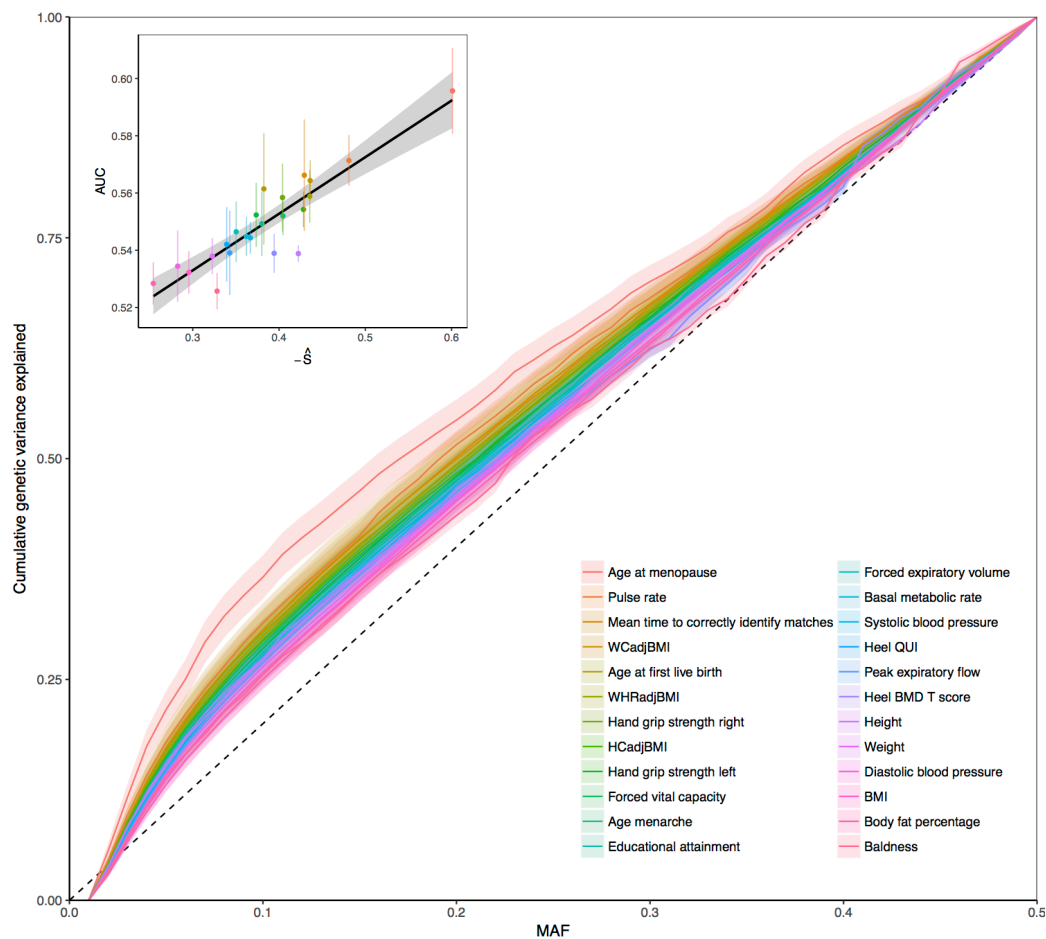 1.00
0.75
0.50
0.25
0.00
Cumulative genetic variance explained
0.60
0.58
0.56
0.54
0.52
AUC
0.3 0.4 0.5 0.6
−Ŝ
Age at menopause
Pulse rate
Mean time to correctly identify matches
WCadjBMI
Age at first live birth
WHRadjBMI
Hand grip strength right
HCadjBMI
Hand grip strength left
Forced vital capacity
Age menarche
Educational attainment
Forced expiratory volume
Basal metabolic rate
Systolic blood pressure
Heel QUI
Peak expiratory flow
Heel BMD T score
Height
Weight
Diastolic blood pressure
BMI
Body fat percentage
Baldness
0.0 0.1 0.2 0.3 0.4 0.5
MAF